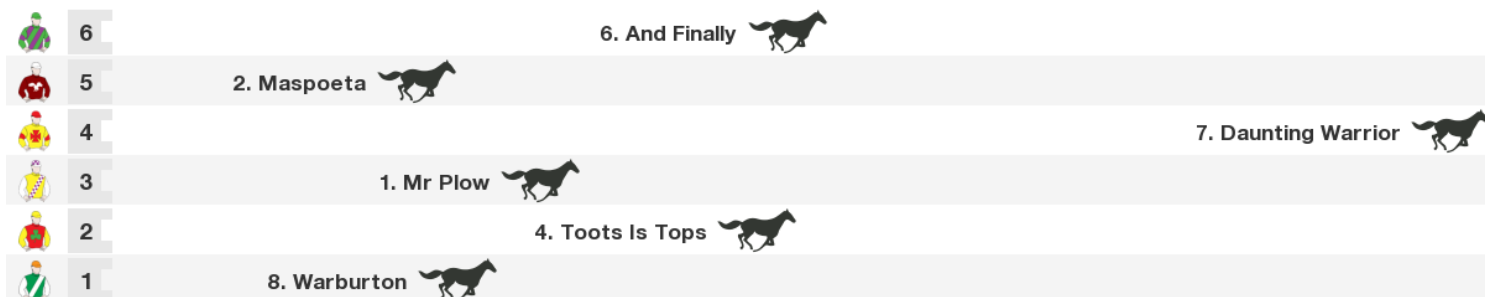 6 6. And Finally
5 2. Maspoeta
4 7. Daunting Warrior
3 1. Mr Plow
2 4. Toots Is Tops
1 8. Warburton